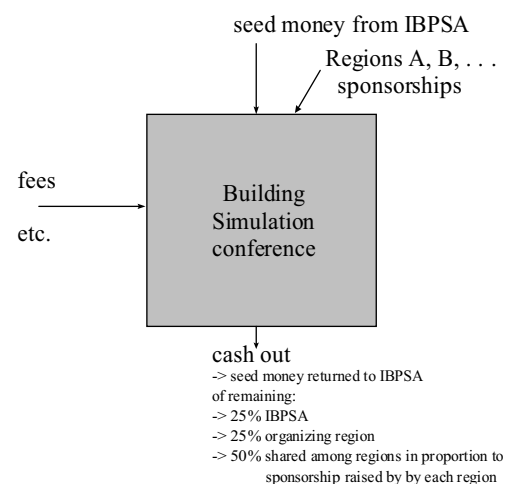 seed money from IBPSA
Regions A, B, . . .
sponsorships
fees
etc.
Building
Simulation
conference
cash out
-> seed money returned to IBPSA
of remaining:
-> 25% IBPSA
-> 25% organizing region
-> 50% shared among regions in proportion to
sponsorship raised by by each region